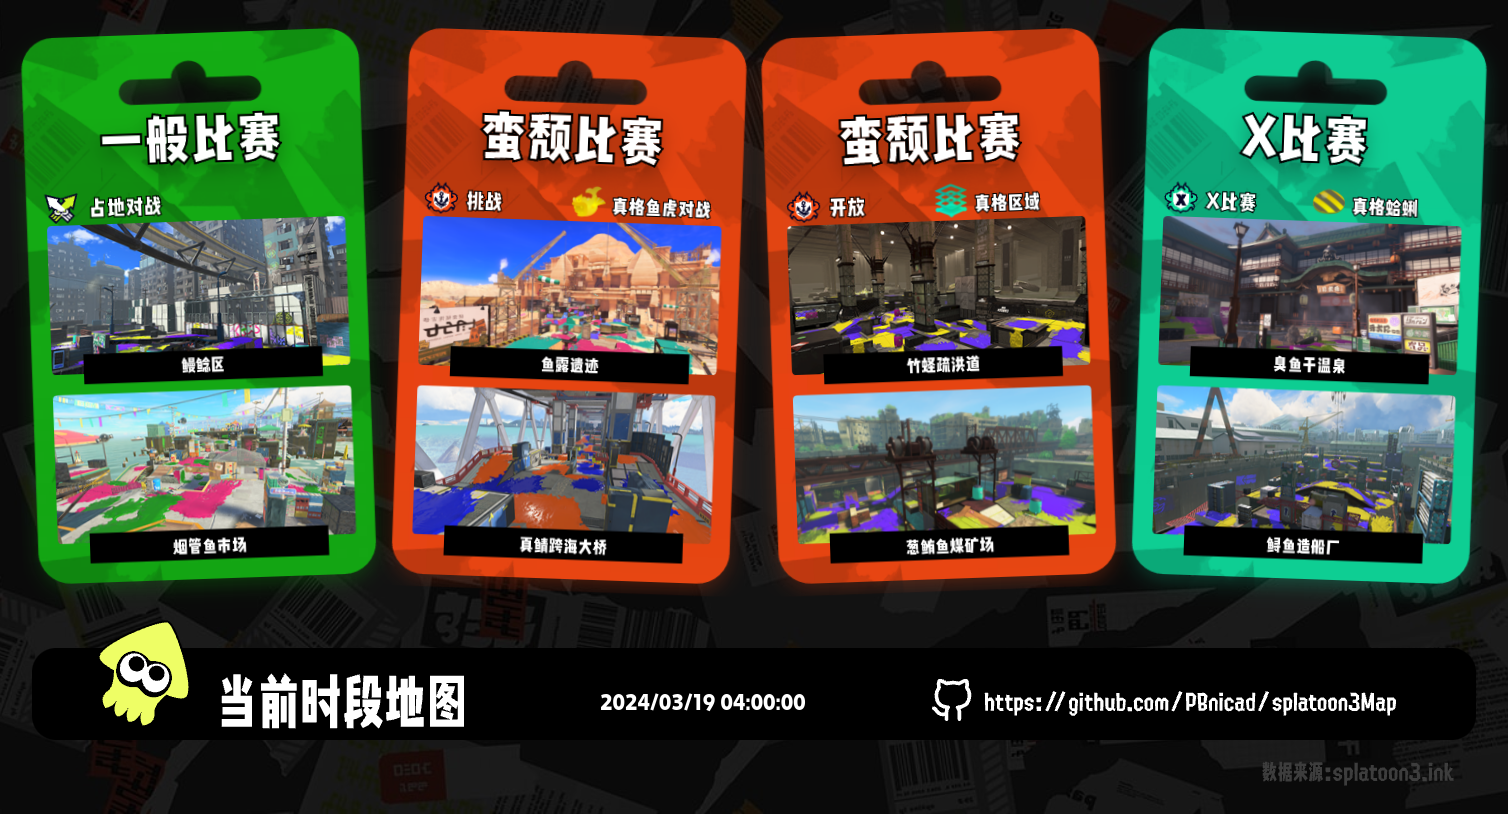 一般比赛
占地对战
鳗鲶区
烟管鱼市场
蛮颓比赛
挑战
真格鱼虎对战
鱼露遗迹
真鲭跨海大桥
蛮颓比赛
开放
真格区域
竹蛏疏洪道
葱鲔鱼煤矿场
X比赛
X比赛
真格蛤蜊
臭鱼干温泉
鲟鱼造船厂
当前时段地图
2024/03/19 04:00:00
https://github.com/PBnicad/splatoon3Map
数据来源:splatoon3.ink